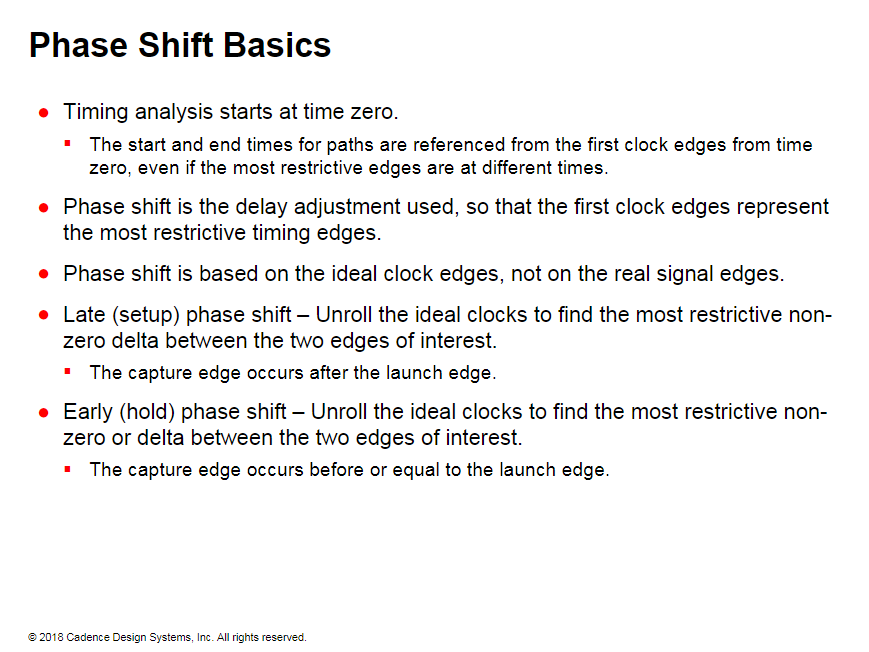 Phase Shift Basics
● Timing analysis starts at time zero.
▪ The start and end times for paths are referenced from the first clock edges from time
zero, even if the most restrictive edges are at different times.
● Phase shift is the delay adjustment used, so that the first clock edges represent
the most restrictive timing edges.
● Phase shift is based on the ideal clock edges, not on the real signal edges.
● Late (setup) phase shift – Unroll the ideal clocks to find the most restrictive non-
zero delta between the two edges of interest.
▪ The capture edge occurs after the launch edge.
● Early (hold) phase shift – Unroll the ideal clocks to find the most restrictive non-
zero or delta between the two edges of interest.
▪ The capture edge occurs before or equal to the launch edge.
© 2018 Cadence Design Systems, Inc. All rights reserved.